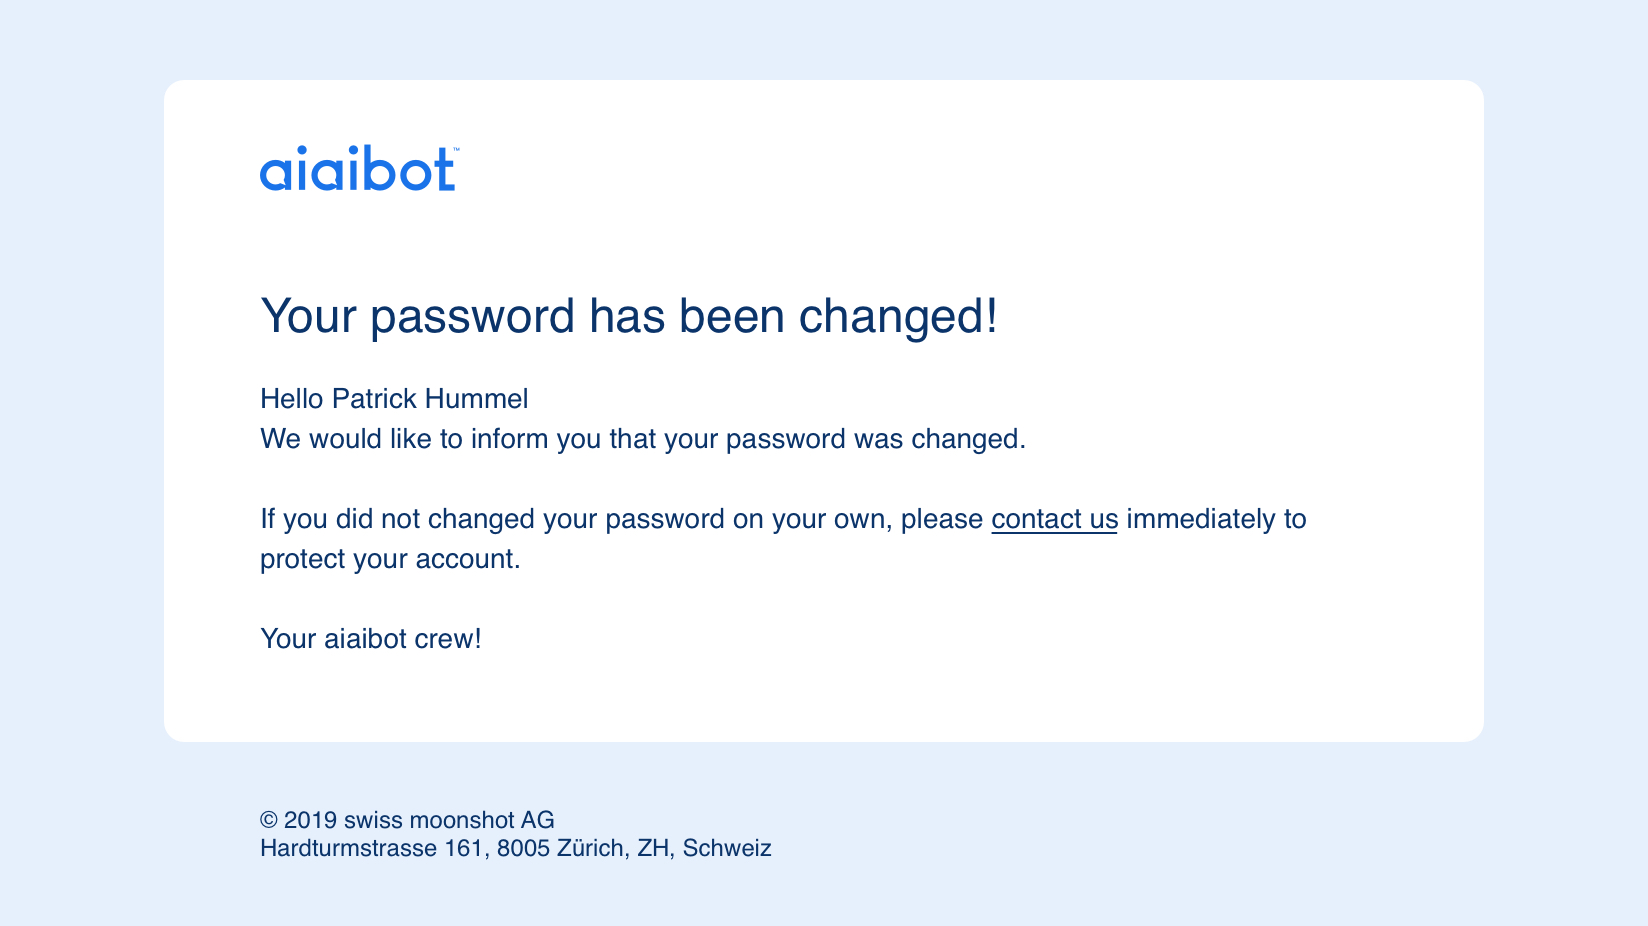 aiaibot™
Your password has been changed!
Hello Patrick Hummel
We would like to inform you that your password was changed.
If you did not changed your password on your own, please contact us immediately to
protect your account.
Your aiaibot crew!
© 2019 swiss moonshot AG
Hardturmstrasse 161, 8005 Zürich, ZH, Schweiz